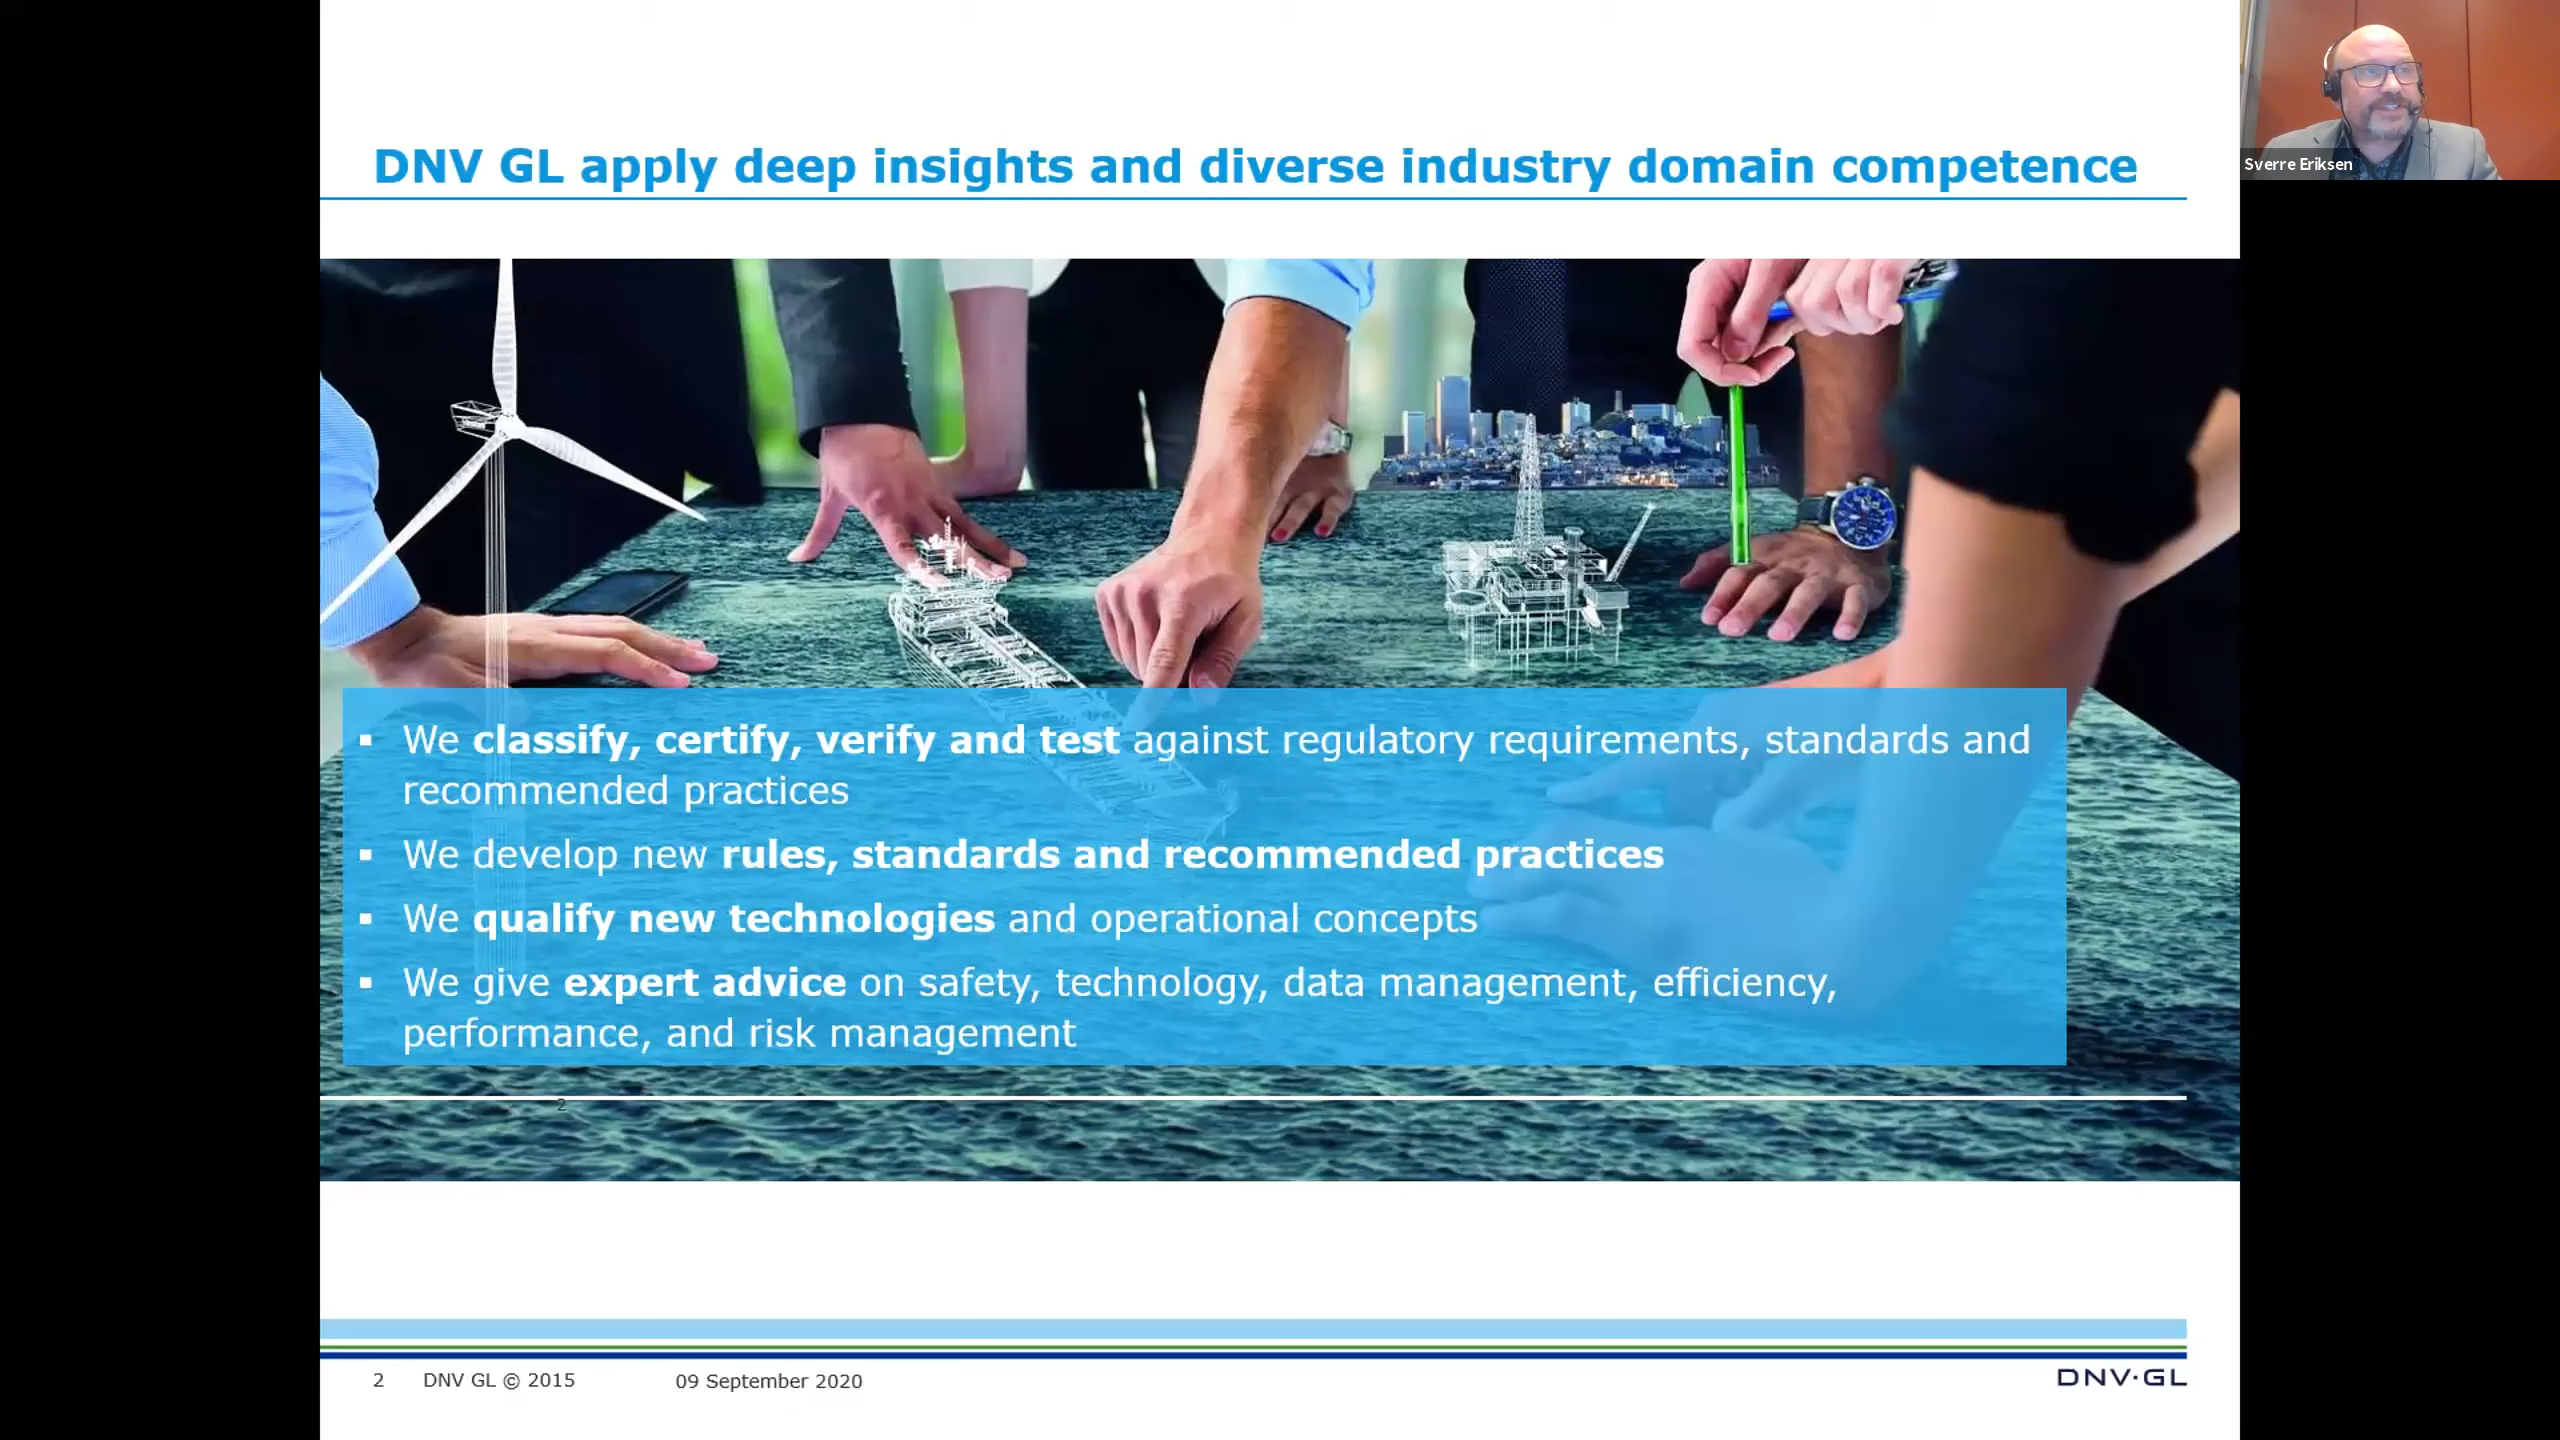 DNV GL apply deep insights and diverse industry domain competence
Sverre Eriksen
▪ We classify, certify, verify and test against regulatory requirements, standards and
recommended practices
▪ We develop new rules, standards and recommended practices
▪ We qualify new technologies and operational concepts
▪ We give expert advice on safety, technology, data management, efficiency,
performance, and risk management
2
2 DNV GL © 2015 09 September 2020
DNV·GL